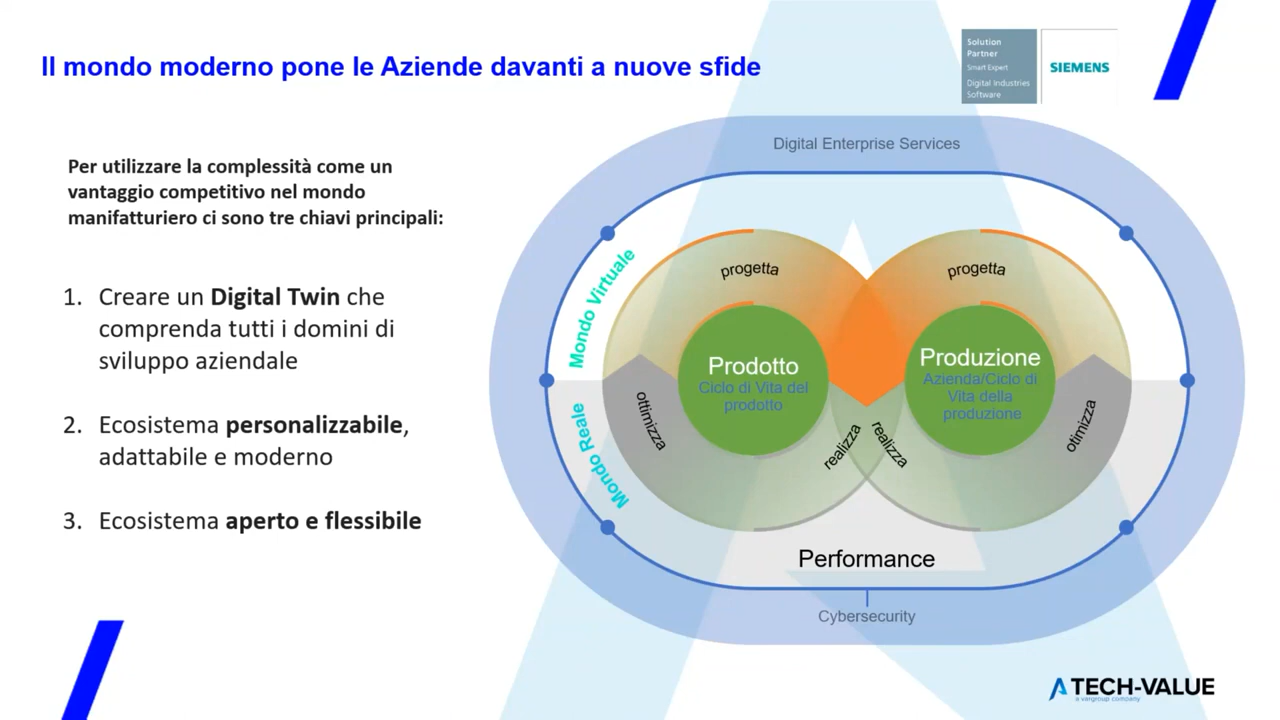 Il mondo moderno pone le Aziende davanti a nuove sfide
Solution
Partner
Smart Expert
Digital Industries
Software
SIEMENS
Per utilizzare la complessità come un
vantaggio competitivo nel mondo
manifatturiero ci sono tre chiavi principali:
1. Creare un Digital Twin che
comprenda tutti i domini di
sviluppo aziendale
2. Ecosistema personalizzabile,
adattabile e moderno
3. Ecosistema aperto e flessibile
Digital Enterprise Services
Mondo Virtuale
Mondo Reale
progetta
progetta
Prodotto
Ciclo di Vita del
prodotto
Produzione
Azienda/Ciclo di
Vita della
produzione
ottimizza
realizza
realizza
otimizza
Performance
Cybersecurity
TECH-VALUE
a vargroup company